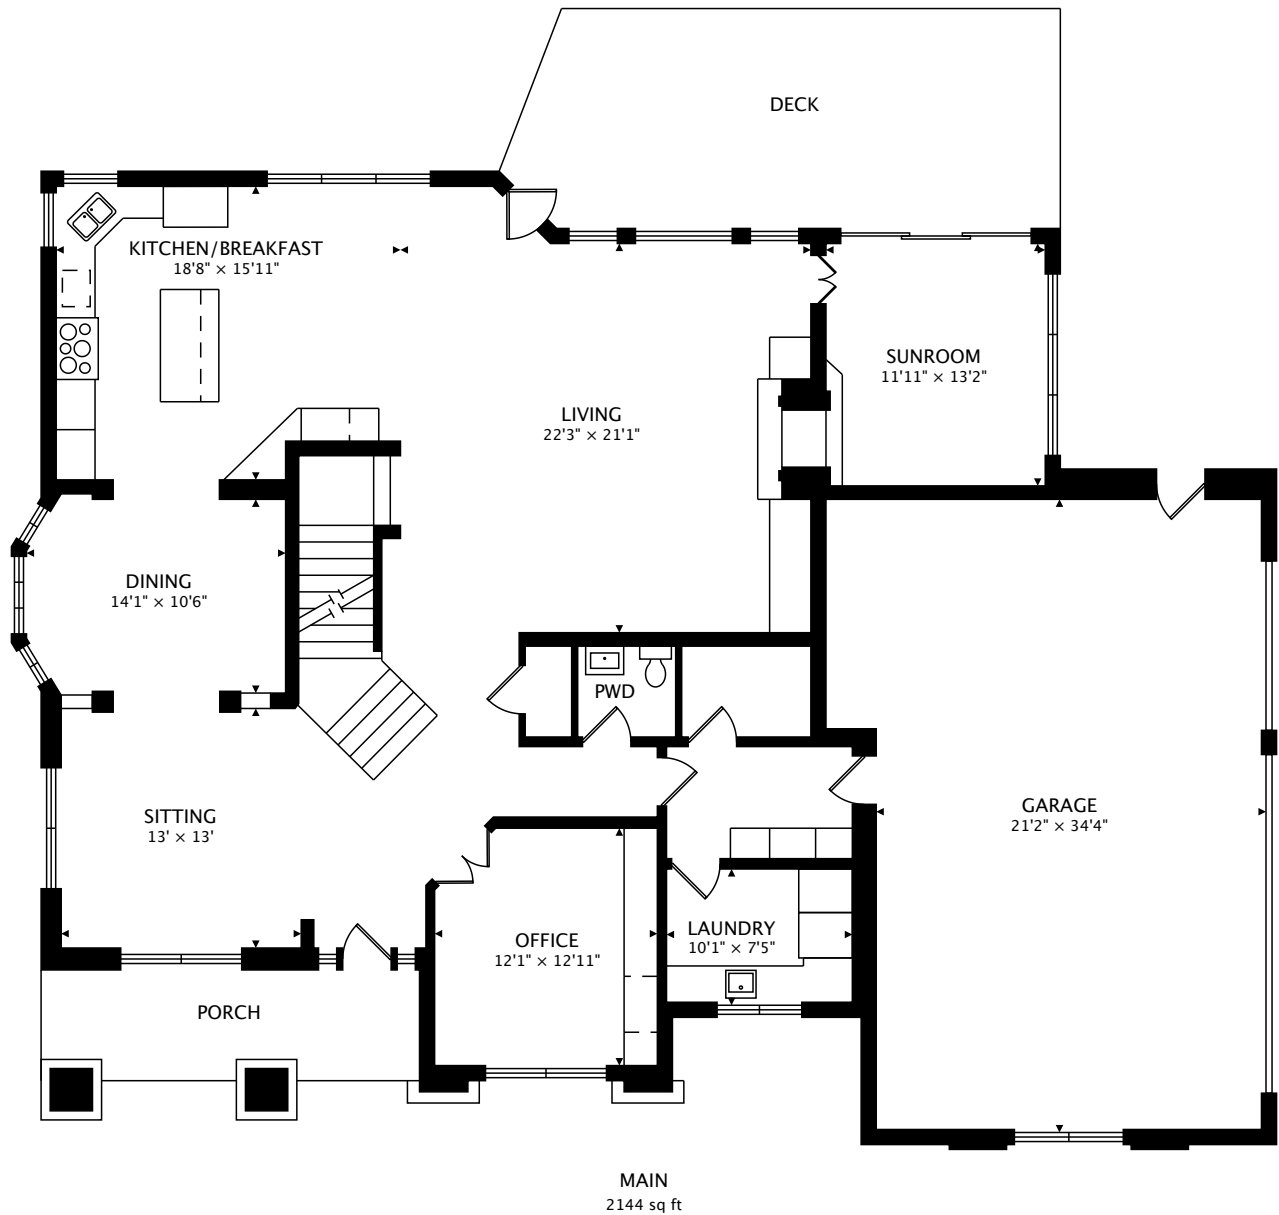 DECK
KITCHEN/BREAKFAST
18'8" × 15'11"
SUNROOM
11'11" × 13'2"
LIVING
22'3" × 21'1"
DINING
14'1" × 10'6"
PWD
SITTING
13' × 13'
GARAGE
21'2" × 34'4"
OFFICE
12'1" × 12'11"
LAUNDRY
10'1" × 7'5"
PORCH
MAIN
2144 sq ft